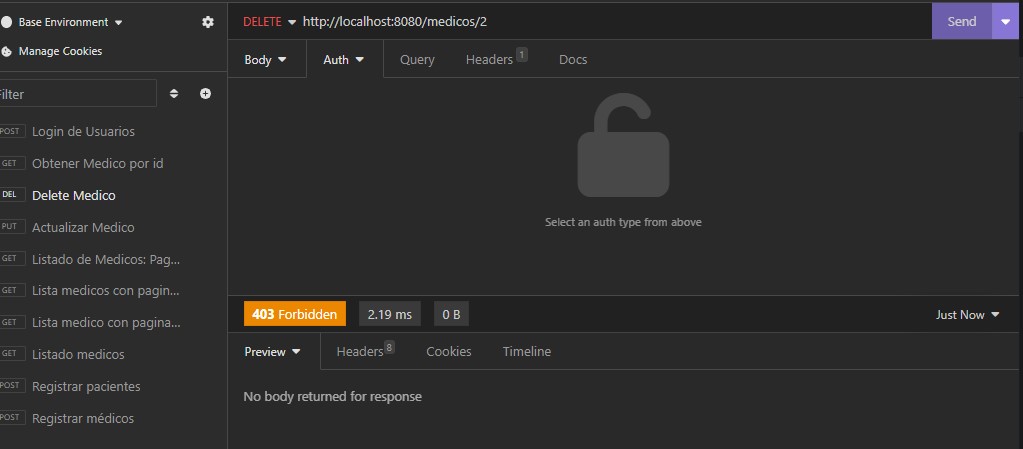 Base Environment
Manage Cookies
Filter
POST Login de Usuarios
GET Obtener Medico por id
DEL Delete Medico
PUT Actualizar Medico
GET Listado de Medicos: Pag...
GET Lista medicos con pagin...
GET Lista medico con pagina...
GET Listado medicos
POST Registrar pacientes
POST Registrar médicos
DELETE http://localhost:8080/medicos/2 Send
Body Auth Query Headers 1 Docs
Select an auth type from above
403 Forbidden 2.19 ms 0 B Just Now
Preview Headers 8 Cookies Timeline
No body returned for response